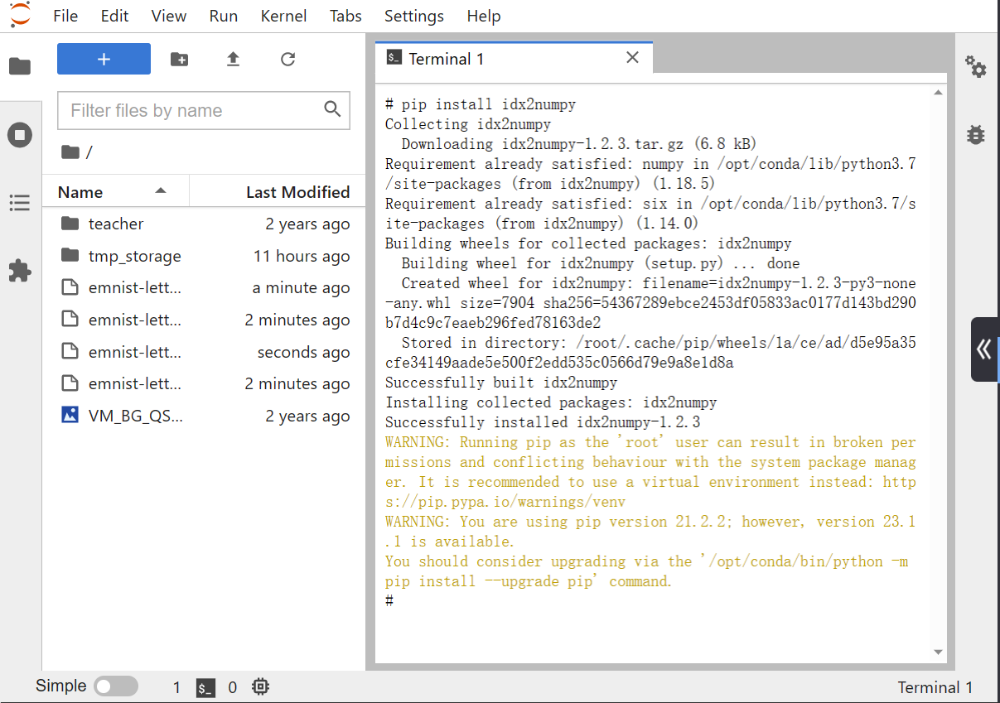 File Edit View Run Kernel Tabs Settings Help
+
Filter files by name
/
Name Last Modified
teacher 2 years ago
tmp_storage 11 hours ago
emnist-lett... a minute ago
emnist-lett... 2 minutes ago
emnist-lett... seconds ago
emnist-lett... 2 minutes ago
VM_BG_QS... 2 years ago
$_ Terminal 1
# pip install idx2numpy
Collecting idx2numpy
  Downloading idx2numpy-1.2.3.tar.gz (6.8 kB)
Requirement already satisfied: numpy in /opt/conda/lib/python3.7
/site-packages (from idx2numpy) (1.18.5)
Requirement already satisfied: six in /opt/conda/lib/python3.7/s
ite-packages (from idx2numpy) (1.14.0)
Building wheels for collected packages: idx2numpy
  Building wheel for idx2numpy (setup.py) ... done
  Created wheel for idx2numpy: filename=idx2numpy-1.2.3-py3-none
-any.whl size=7904 sha256=54367289ebce2453df05833ac0177d143bd290
b7d4c9c7eaeb296fed78163de2
  Stored in directory: /root/.cache/pip/wheels/1a/ce/ad/d5e95a35
cfe34149aade5e500f2edd535c0566d79e9a8e1d8a
Successfully built idx2numpy
Installing collected packages: idx2numpy
Successfully installed idx2numpy-1.2.3
WARNING: Running pip as the 'root' user can result in broken per
missions and conflicting behaviour with the system package manag
er. It is recommended to use a virtual environment instead: http
s://pip.pypa.io/warnings/venv
WARNING: You are using pip version 21.2.2; however, version 23.1
.1 is available.
You should consider upgrading via the '/opt/conda/bin/python -m
pip install --upgrade pip' command.
#
Simple 1 $_ 0 Terminal 1